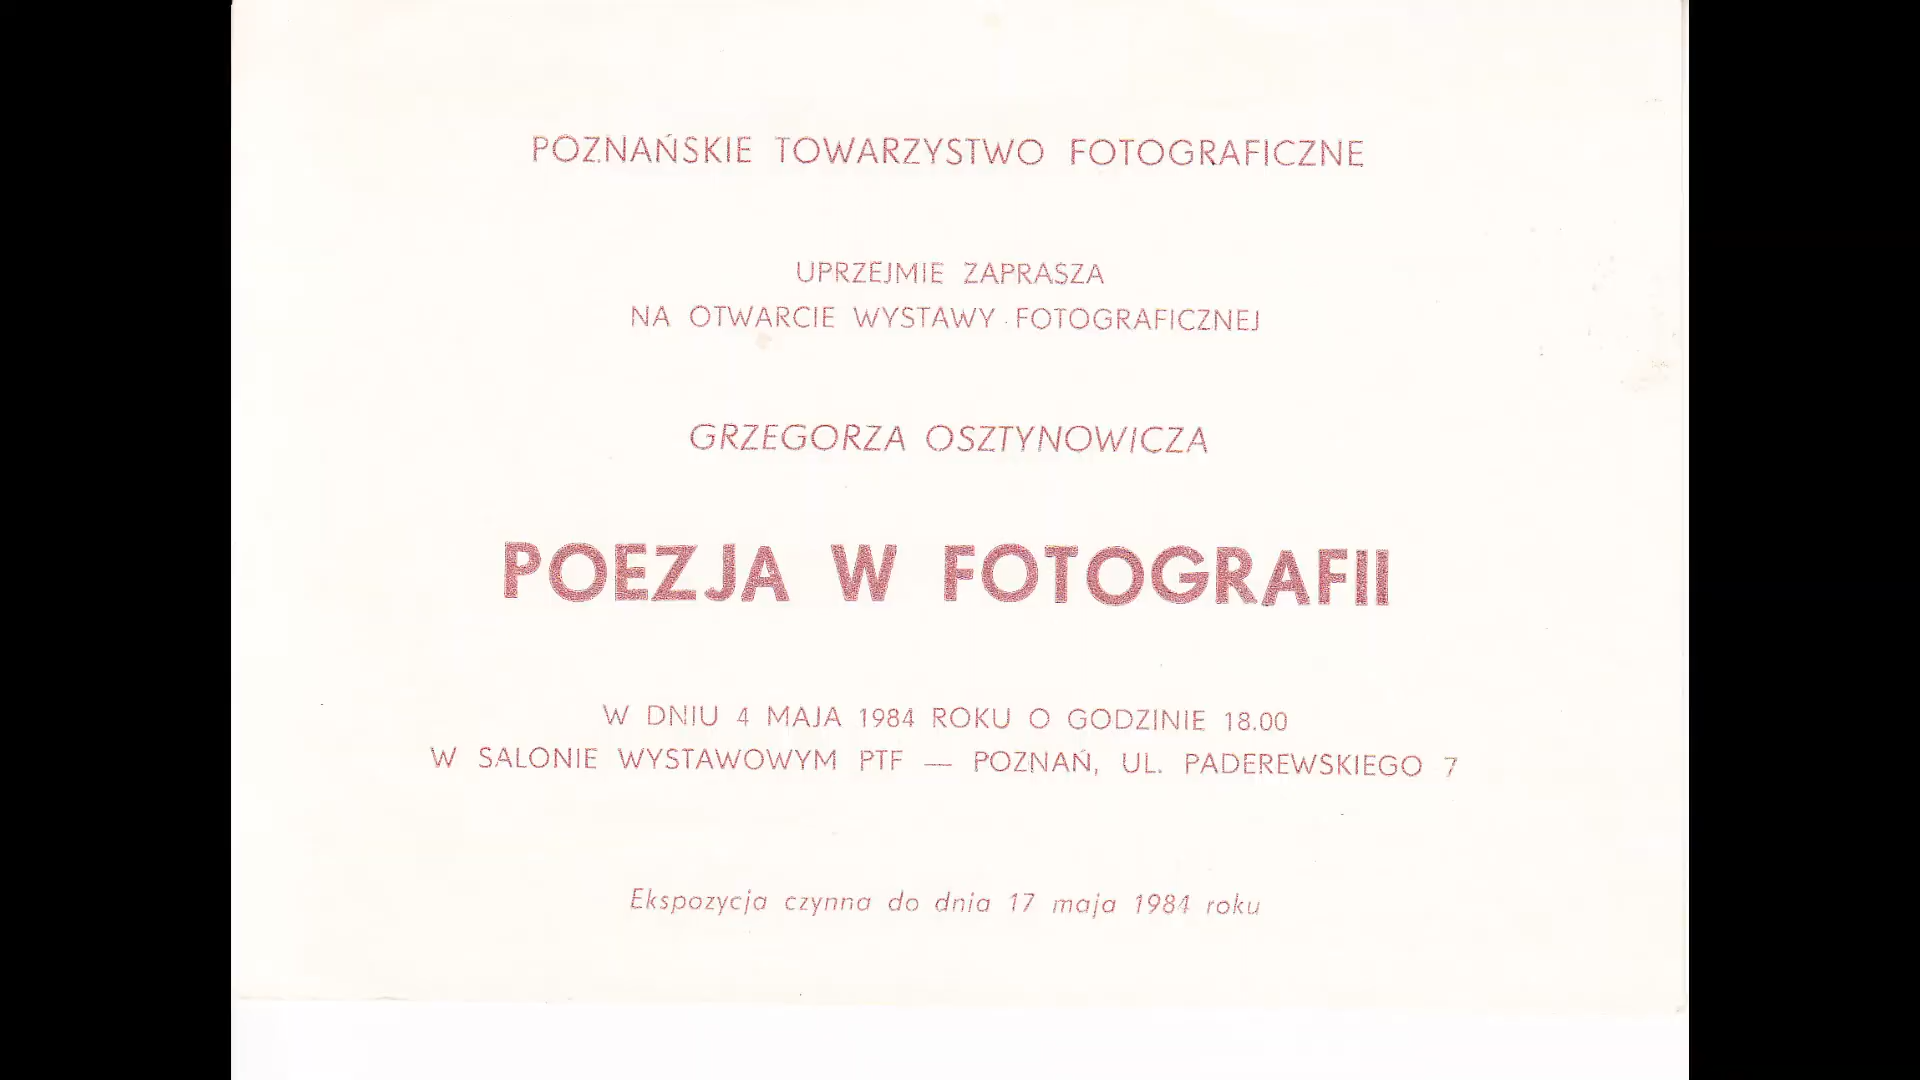 POZNAŃSKIE TOWARZYSTWO FOTOGRAFICZNE
UPRZEJMIE ZAPRASZA
NA OTWARCIE WYSTAWY FOTOGRAFICZNEJ
GRZEGORZA OSZTYNOWICZA
POEZJA W FOTOGRAFII
W DNIU 4 MAJA 1984 ROKU O GODZINIE 18.00
W SALONIE WYSTAWOWYM PTF — POZNAŃ, UL. PADEREWSKIEGO 7
Ekspozycja czynna do dnia 17 maja 1984 roku